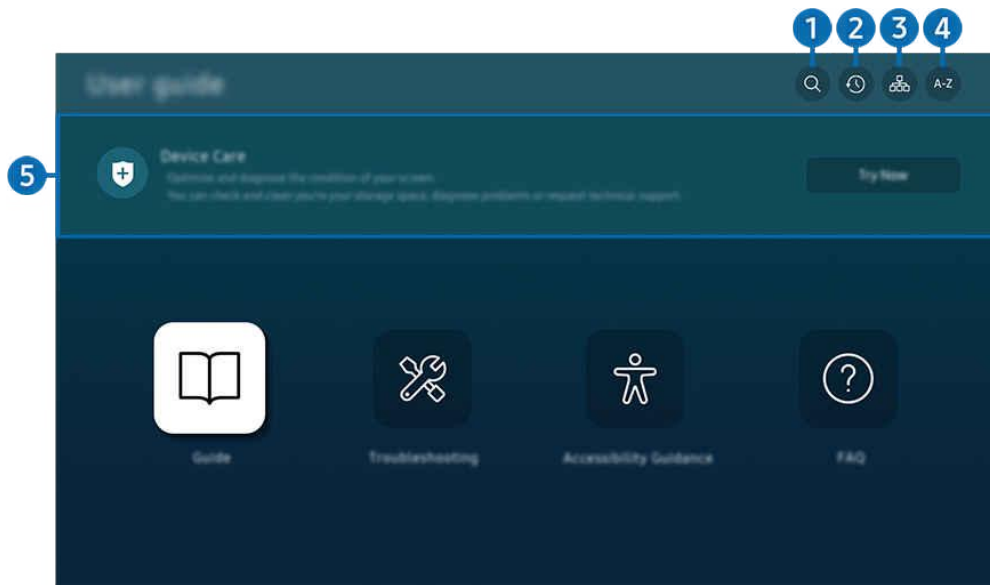 1 2 3 4
User guide
A-Z
5
Device Care
Try Now
Optimize and diagnose the condition of your screen.
You can check and clean you're your storage space, diagnose problems or request technical support.
Guide
Troubleshooting
Accessibility Guidance
FAQ